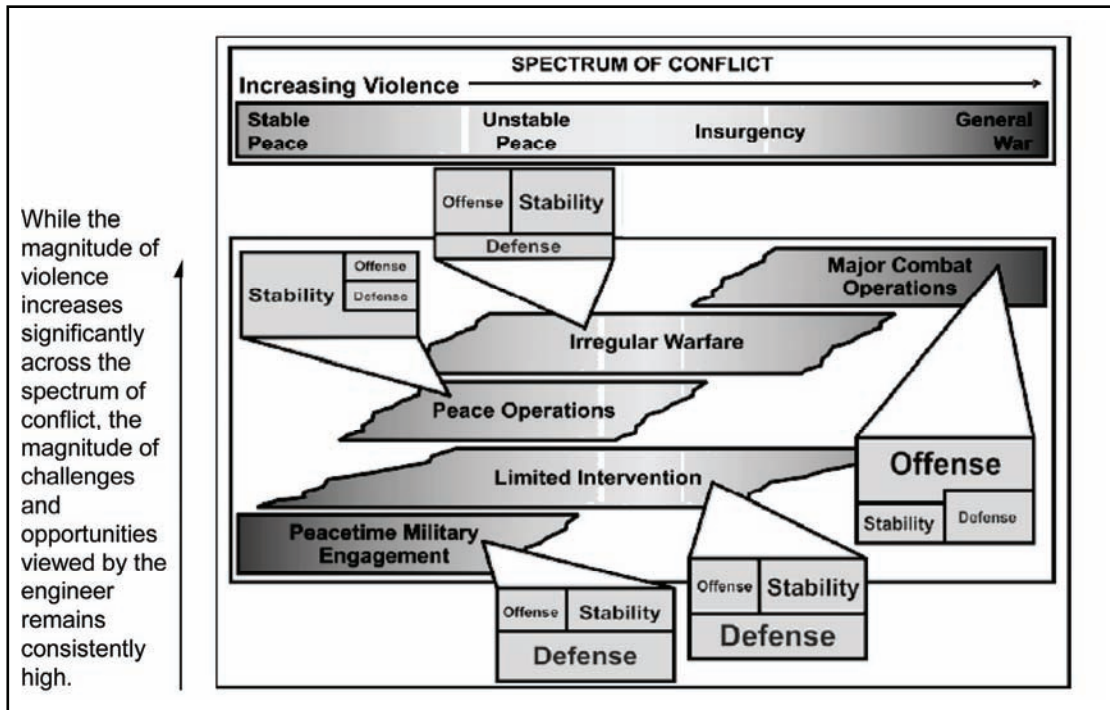 SPECTRUM OF CONFLICT
Increasing Violence
Stable
Peace
Unstable
Peace
Insurgency
General
War
While the
magnitude of
violence
increases
significantly
across the
spectrum of
conflict, the
magnitude of
challenges
and
opportunities
viewed by the
engineer
remains
consistently
high.
Offense
Stability
Defense
Stability
Offense
Defense
Major Combat
Operations
Irregular Warfare
Peace Operations
Limited Intervention
Peacetime Military
Engagement
Offense
Stability
Defense
Offense
Stability
Defense
Offense
Stability
Defense